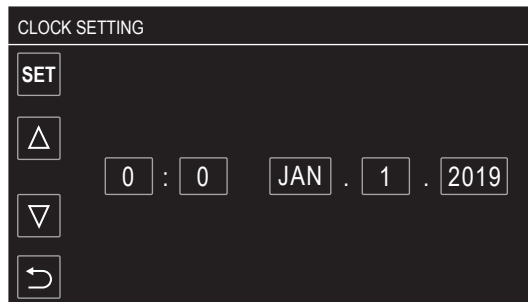 CLOCK SETTING
SET
0 : 0 JAN . 1 . 2019